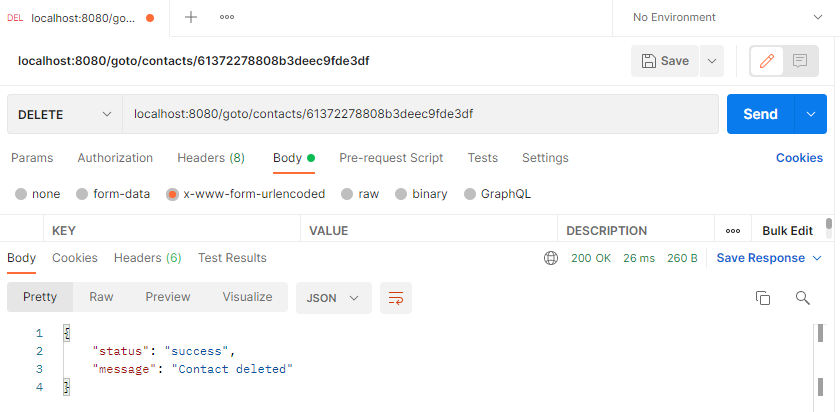 DEL localhost:8080/go... No Environment
localhost:8080/goto/contacts/61372278808b3deec9fde3df Save
DELETE localhost:8080/goto/contacts/61372278808b3deec9fde3df Send
Params Authorization Headers (8) Body Pre-request Script Tests Settings Cookies
none form-data x-www-form-urlencoded raw binary GraphQL
KEY VALUE DESCRIPTION Bulk Edit
Body Cookies Headers (6) Test Results 200 OK 26 ms 260 B Save Response
Pretty Raw Preview Visualize JSON
1 {
2 "status": "success",
3 "message": "Contact deleted"
4 }